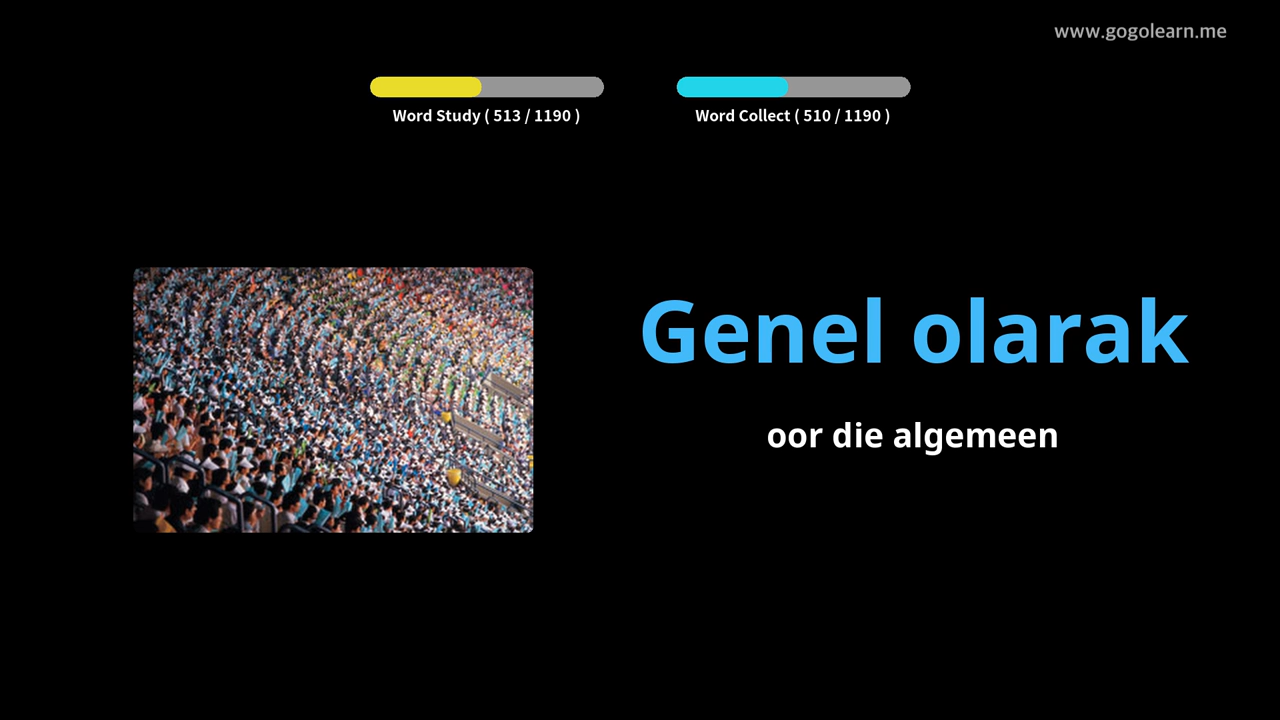 www.gogolearn.me
Word Study ( 513 / 1190 )
Word Collect ( 510 / 1190 )
Genel olarak
oor die algemeen